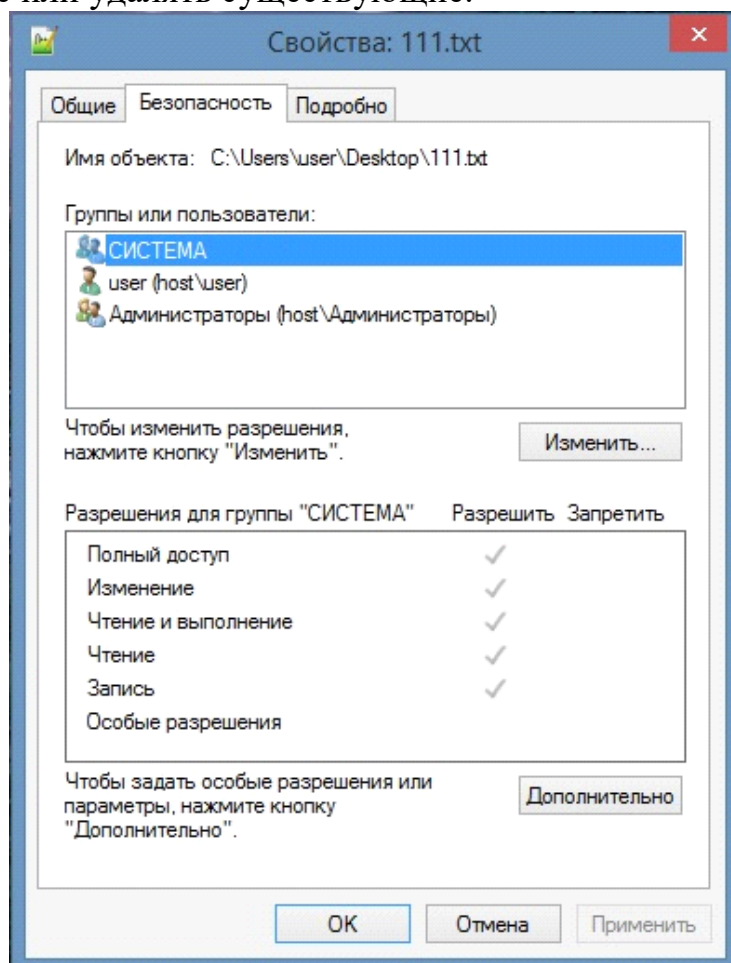 или удалять существующие.
Свойства: 111.txt
Общие Безопасность Подробно
Имя объекта: C:\Users\user\Desktop\111.txt
Группы или пользователи:
СИСТЕМА
user (host\user)
Администраторы (host\Администраторы)
Чтобы изменить разрешения,
нажмите кнопку "Изменить".
Изменить...
Разрешения для группы "СИСТЕМА" Разрешить Запретить
Полный доступ
Изменение
Чтение и выполнение
Чтение
Запись
Особые разрешения
Чтобы задать особые разрешения или
параметры, нажмите кнопку
"Дополнительно".
Дополнительно
OK Отмена Применить